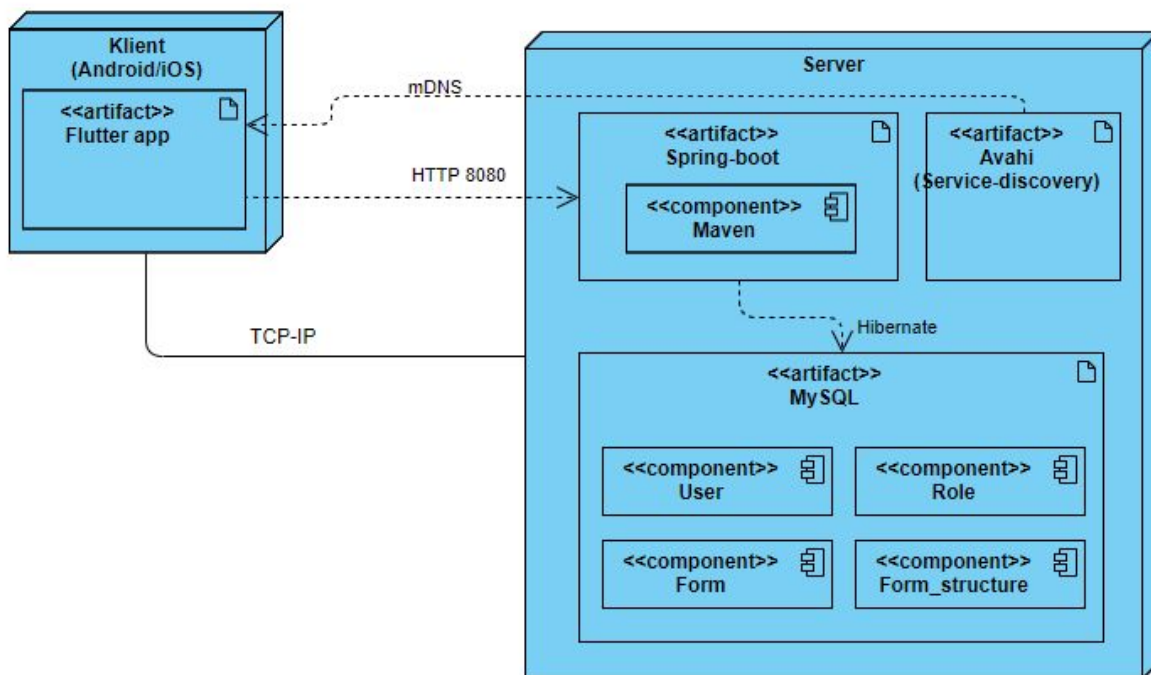 Klient
(Android/iOS)
<<artifact>>
Flutter app
mDNS
HTTP 8080
TCP-IP
Server
<<artifact>>
Spring-boot
<<component>>
Maven
<<artifact>>
Avahi
(Service-discovery)
Hibernate
<<artifact>>
MySQL
<<component>>
User
<<component>>
Role
<<component>>
Form
<<component>>
Form_structure